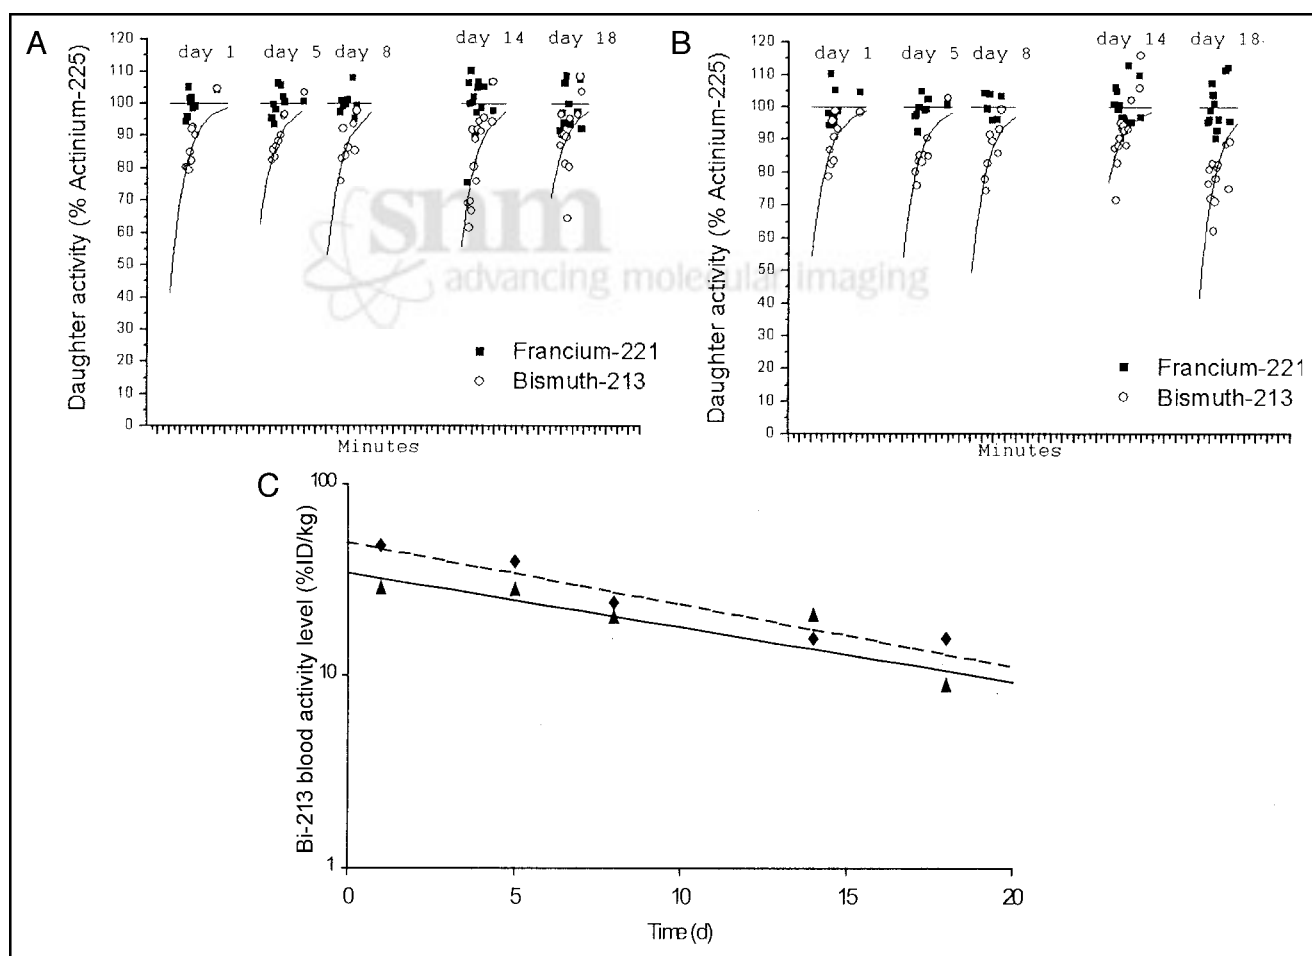 A
120
110
100
90
80
70
60
50
40
30
20
10
0
Daughter activity (% Actinium-225)
day 1
day 5
day 8
day 14
day 18
Francium-221
Bismuth-213
Minutes
B
120
110
100
90
80
70
60
50
40
30
20
10
0
Daughter activity (% Actinium-225)
day 1
day 5
day 8
day 14
day 18
Francium-221
Bismuth-213
Minutes
snm
advancing molecular imaging
C
100
10
1
Bi-213 blood activity level (%ID/kg)
0 5 10 15 20
Time (d)